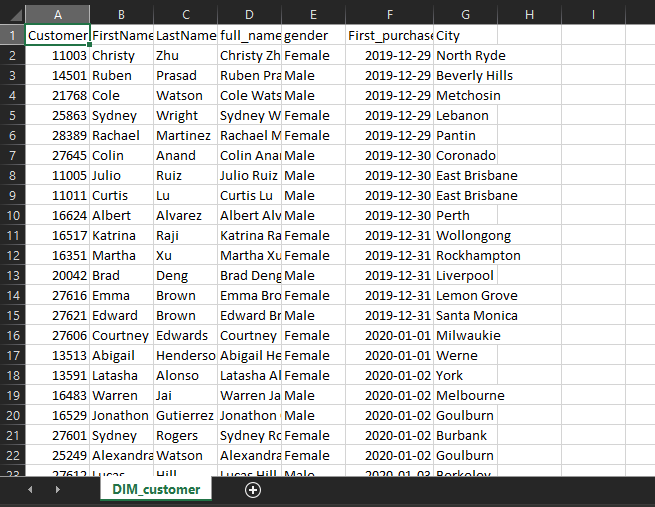 A B C D E F G H I
1 Customer FirstName LastName full_name gender First_purchase City
2 11003 Christy Zhu Christy Zh Female 2019-12-29 North Ryde
3 14501 Ruben Prasad Ruben Pra Male 2019-12-29 Beverly Hills
4 21768 Cole Watson Cole Wats Male 2019-12-29 Metchosin
5 25863 Sydney Wright Sydney W Female 2019-12-29 Lebanon
6 28389 Rachael Martinez Rachael M Female 2019-12-29 Pantin
7 27645 Colin Anand Colin Ana Male 2019-12-30 Coronado
8 11005 Julio Ruiz Julio Ruiz Male 2019-12-30 East Brisbane
9 11011 Curtis Lu Curtis Lu Male 2019-12-30 East Brisbane
10 16624 Albert Alvarez Albert Alv Male 2019-12-30 Perth
11 16517 Katrina Raji Katrina Ra Female 2019-12-31 Wollongong
12 16351 Martha Xu Martha Xu Female 2019-12-31 Rockhampton
13 20042 Brad Deng Brad Deng Male 2019-12-31 Liverpool
14 27616 Emma Brown Emma Bro Female 2019-12-31 Lemon Grove
15 27621 Edward Brown Edward Br Male 2019-12-31 Santa Monica
16 27606 Courtney Edwards Courtney Female 2020-01-01 Milwaukie
17 13513 Abigail Henderso Abigail He Female 2020-01-01 Werne
18 13591 Latasha Alonso Latasha Al Female 2020-01-02 York
19 16483 Warren Jai Warren Ja Male 2020-01-02 Melbourne
20 16529 Jonathon Gutierrez Jonathon Male 2020-01-02 Goulburn
21 27601 Sydney Rogers Sydney Ro Female 2020-01-02 Burbank
22 25249 Alexandra Watson Alexandra Female 2020-01-02 Goulburn
23 27612 Lucas Hill Lucas Hill Male 2020-01-03 Berkeley
DIM_customer